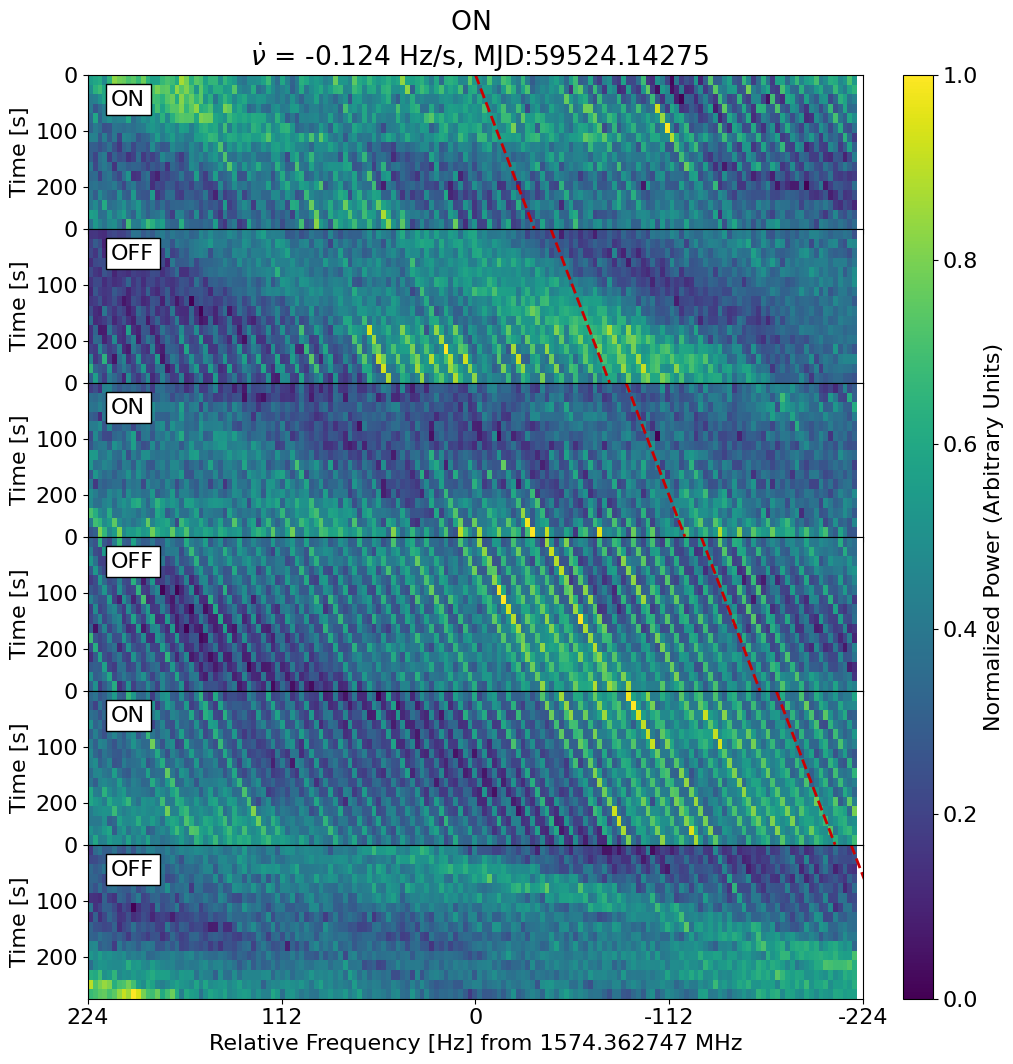 ON
ν̇ = -0.124 Hz/s, MJD:59524.14275
0
ON
100
Time [s]
200
0
OFF
100
Time [s]
200
0
ON
100
Time [s]
200
0
OFF
100
Time [s]
200
0
ON
100
Time [s]
200
0
OFF
100
Time [s]
200
224 112 0 -112 -224
Relative Frequency [Hz] from 1574.362747 MHz
1.0
0.8
0.6
0.4
0.2
0.0
Normalized Power (Arbitrary Units)